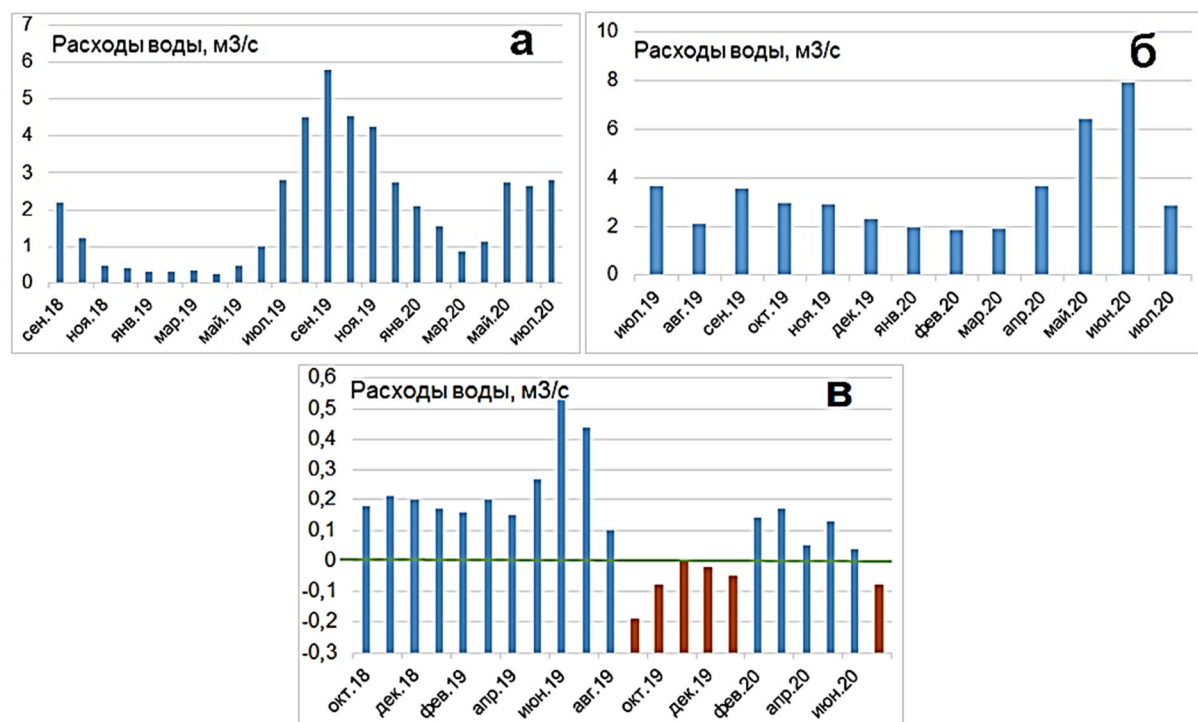 Расходы воды, м3/с
а
7
6
5
4
3
2
1
0
сен.18
ноя.18
янв.19
мар.19
май.19
июл.19
сен.19
ноя.19
янв.20
мар.20
май.20
июл.20
Расходы воды, м3/с
б
10
8
6
4
2
0
июл.19
авг.19
сен.19
окт.19
ноя.19
дек.19
янв.20
фев.20
мар.20
апр.20
май.20
июн.20
июл.20
Расходы воды, м3/с
в
0,6
0,5
0,4
0,3
0,2
0,1
0
-0,1
-0,2
-0,3
окт.18
дек.18
фев.19
апр.19
июн.19
авг.19
окт.19
дек.19
фев.20
апр.20
июн.20